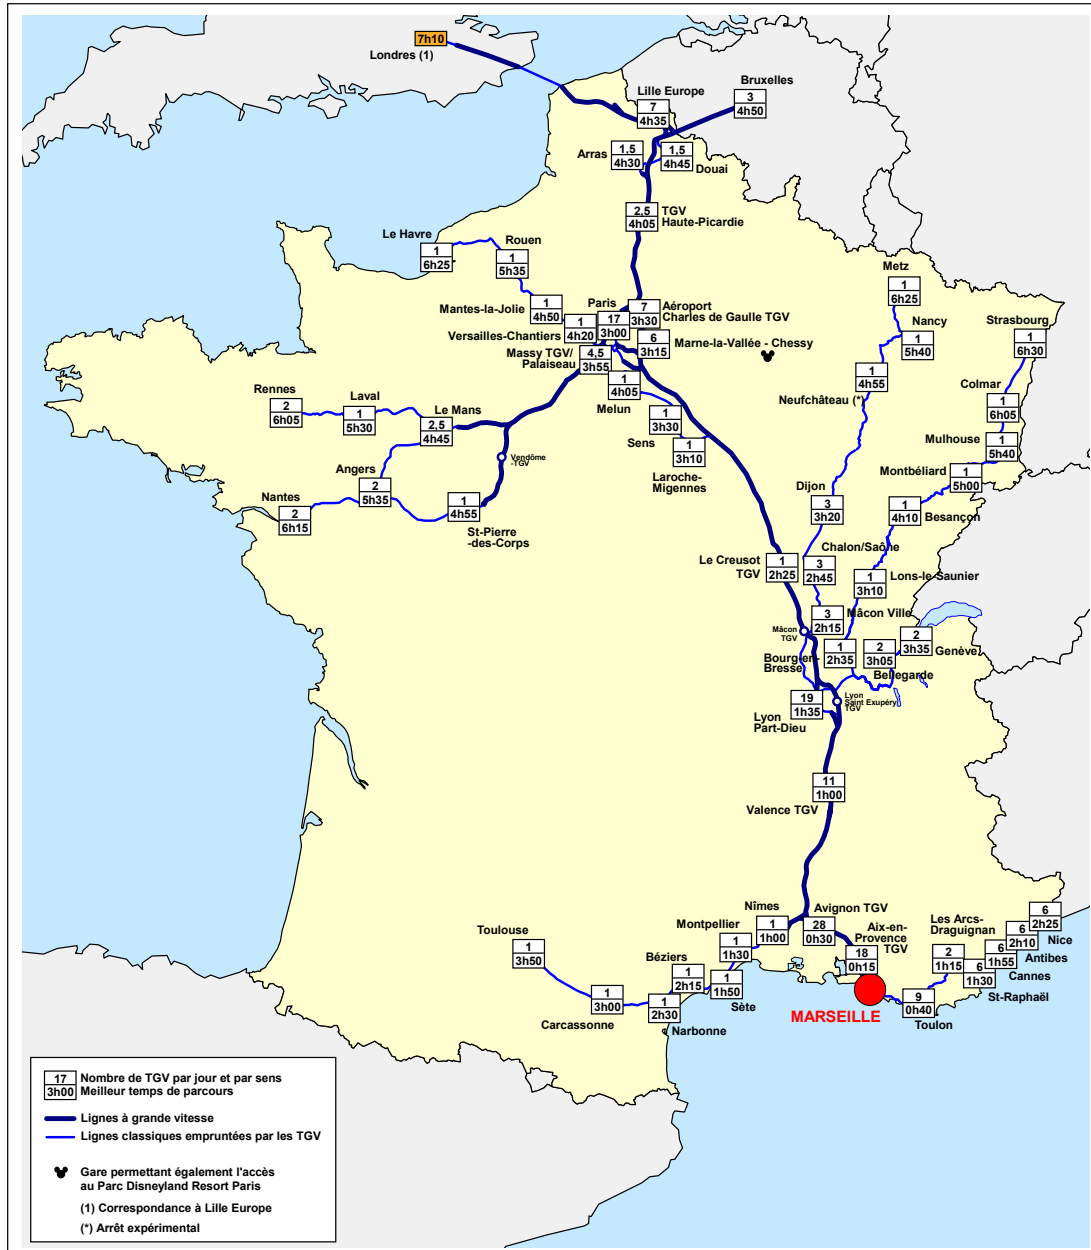 7h10
Londres (1)
Lille Europe
7
4h35
Bruxelles
3
4h50
Arras
1,5
4h30
1,5
4h45
Douai
2,5
4h05
TGV
Haute-Picardie
Le Havre
1
6h25
Rouen
1
5h35
Mantes-la-Jolie
1
4h50
Versailles-Chantiers
1
4h20
Paris
17
3h00
7
3h30
Aéroport
Charles de Gaulle TGV
6
3h15
Marne-la-Vallée - Chessy
Massy TGV/
Palaiseau
4,5
3h55
1
4h05
Melun
1
3h30
Sens
1
3h10
Laroche-
Migennes
Metz
1
6h25
Nancy
1
5h40
Strasbourg
1
6h30
1
4h55
Neufchâteau (*)
Colmar
1
6h05
Mulhouse
1
5h40
Montbéliard
1
5h00
Rennes
2
6h05
Laval
1
5h30
Le Mans
2,5
4h45
Vendôme
-TGV
Angers
2
5h35
Nantes
2
6h15
1
4h55
St-Pierre
-des-Corps
Dijon
3
3h20
1
4h10
Besançon
Le Creusot
TGV
1
2h25
Chalon/Saône
3
2h45
1
3h10
Lons-le-Saunier
3
2h15
Mâcon Ville
Mâcon
TGV
Bourg-en-
Bresse
1
2h35
2
3h05
Bellegarde
2
3h35
Genève
Lyon
Saint Exupéry
TGV
19
1h35
Lyon
Part-Dieu
11
1h00
Valence TGV
Nîmes
1
1h00
Avignon TGV
28
0h30
Aix-en-
Provence
TGV
18
0h15
MARSEILLE
9
0h40
Toulon
Les Arcs-
Draguignan
2
1h15
6
1h30
St-Raphaël
6
1h55
Cannes
6
2h10
Antibes
6
2h25
Nice
Montpellier
1
1h30
1
1h50
Sète
Béziers
1
2h15
1
2h30
Narbonne
1
3h00
Carcassonne
Toulouse
1
3h50
17
3h00
Nombre de TGV par jour et par sens
Meilleur temps de parcours
Lignes à grande vitesse
Lignes classiques empruntées par les TGV
Gare permettant également l'accès
au Parc Disneyland Resort Paris
(1) Correspondance à Lille Europe
(*) Arrêt expérimental